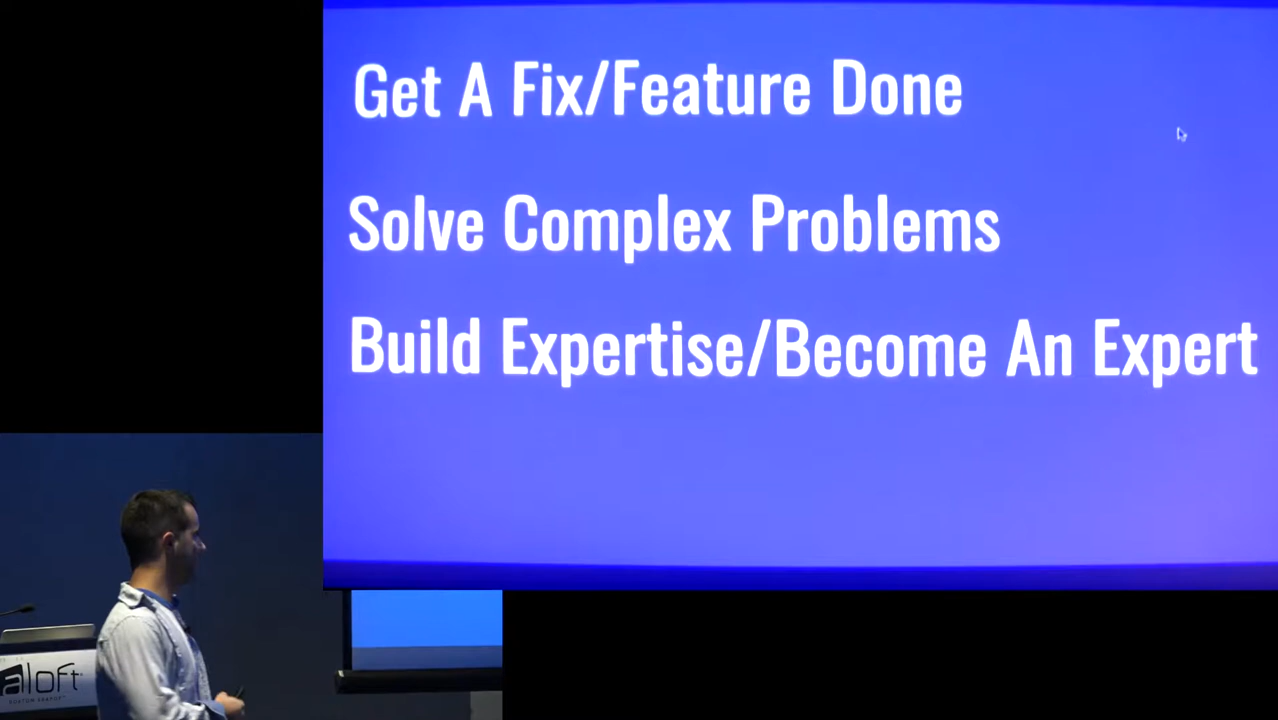 Get A Fix/Feature Done
Solve Complex Problems
Build Expertise/Become An Expert
aloft